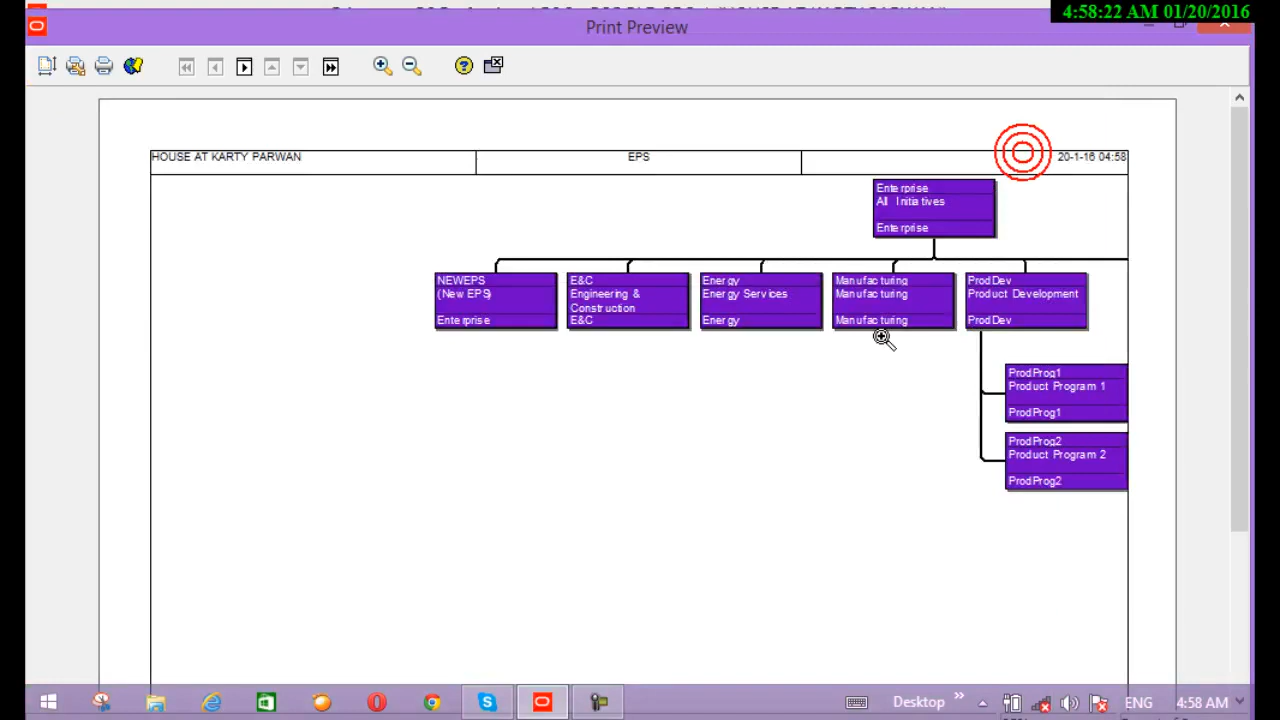 4:58:22 AM 01/20/2016
Print Preview
HOUSE AT KARTY PARWAN
EPS
20-1-16 04:58
Enterprise
All Initiatives
Enterprise
NEWEPS
(New EPS)
Enterprise
E&C
Engineering &
Construction
E&C
Energy
Energy Services
Energy
Manufacturing
Manufacturing
Manufacturing
ProdDev
Product Development
ProdDev
ProdProg1
Product Program 1
ProdProg1
ProdProg2
Product Program 2
ProdProg2
Desktop
ENG
4:58 AM